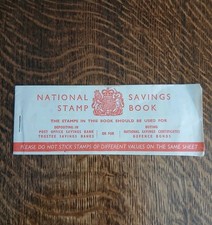 NATIONAL SAVINGS
STAMP BOOK
THE STAMPS IN THIS BOOK SHOULD BE USED FOR
DEPOSITING IN
POST OFFICE SAVINGS BANK
TRUSTEE SAVINGS BANKS
OR FOR
BUYING
NATIONAL SAVINGS CERTIFICATES
DEFENCE BONDS
PLEASE DO NOT STICK STAMPS OF DIFFERENT VALUES ON THE SAME SHEET